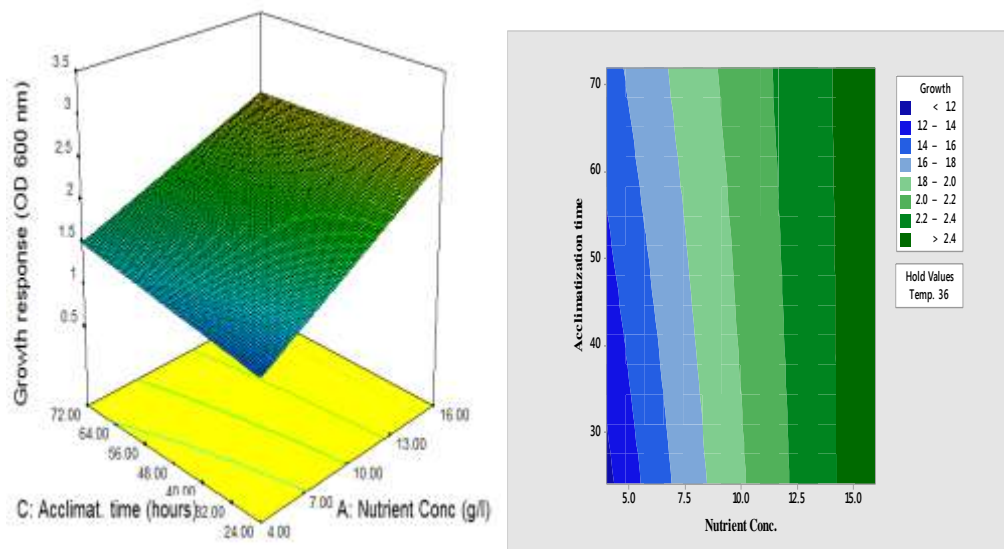 Growth response (OD 600 nm)
3.5
3
2.5
2
1.5
1
0.5
72.00
64.00
56.00
48.00
40.00
32.00
24.00
C: Acclimat. time (hours)
4.00
7.00
10.00
13.00
16.00
A: Nutrient Conc (g/l)
Acclimatization time
70
60
50
40
30
5.0
7.5
10.0
12.5
15.0
Nutrient Conc.
Growth
< 12
12 – 14
14 – 16
16 – 18
18 – 2.0
2.0 – 2.2
2.2 – 2.4
> 2.4
Hold Values
Temp. 36